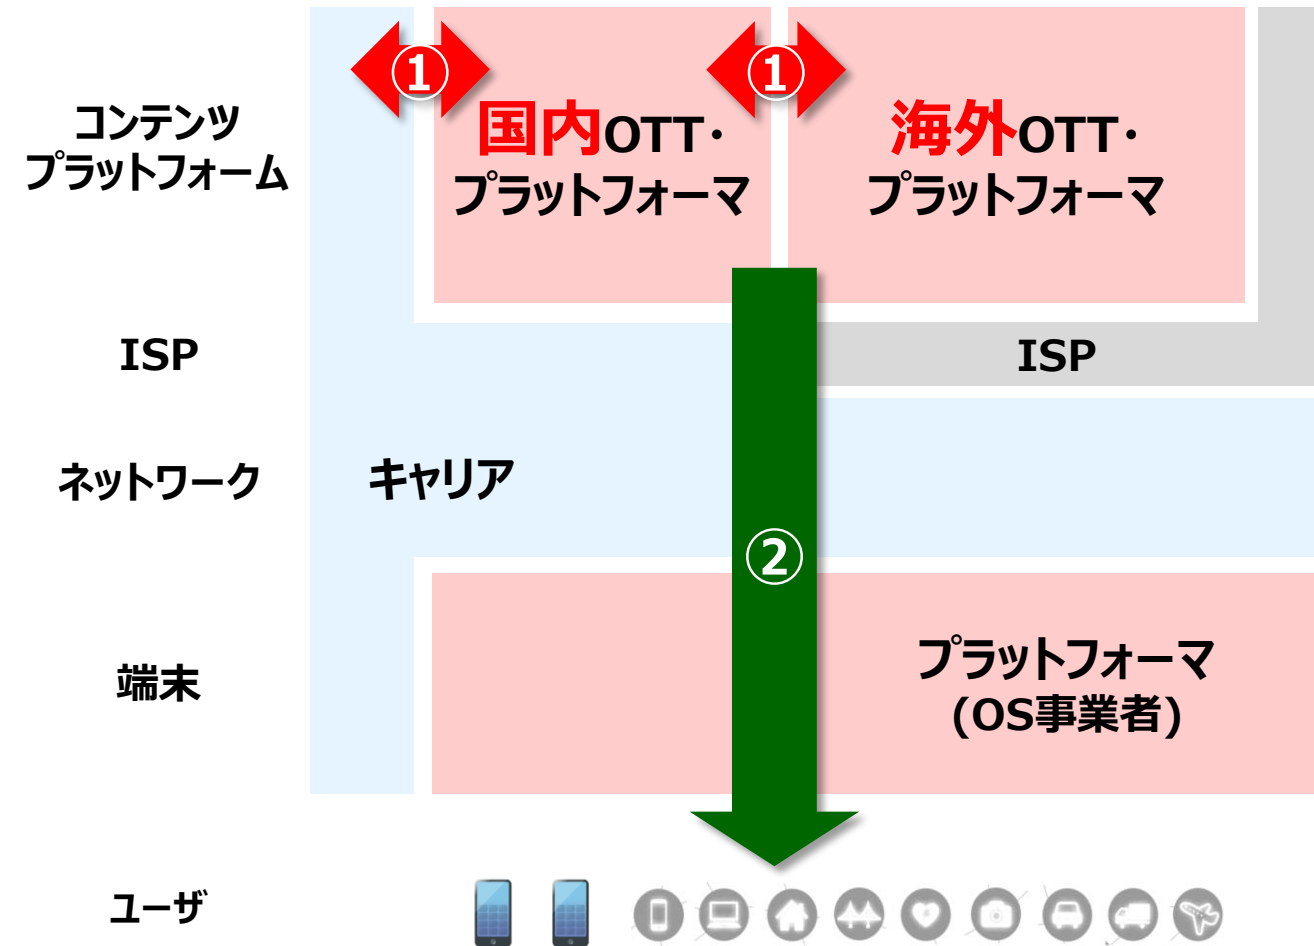 コンテンツ
プラットフォーム
① ①
国内OTT・
プラットフォーマ
海外OTT・
プラットフォーマ
ISP
ISP
ネットワーク
キャリア
②
端末
プラットフォーマ
(OS事業者)
ユーザ